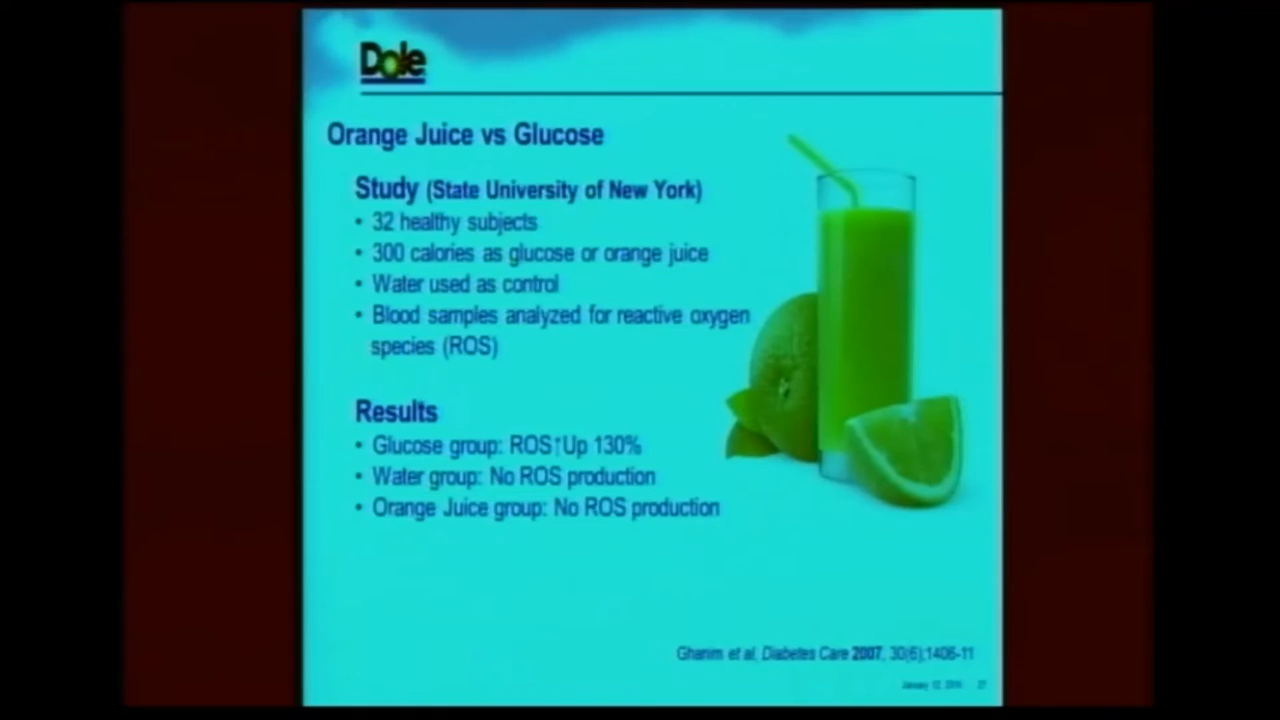 Dole
Orange Juice vs Glucose
Study (State University of New York)
• 32 healthy subjects
• 300 calories as glucose or orange juice
• Water used as control
• Blood samples analyzed for reactive oxygen
species (ROS)
Results
• Glucose group: ROS↑Up 130%
• Water group: No ROS production
• Orange Juice group: No ROS production
Ghanim et al, Diabetes Care 2007, 30(6);1406-11
January 12,